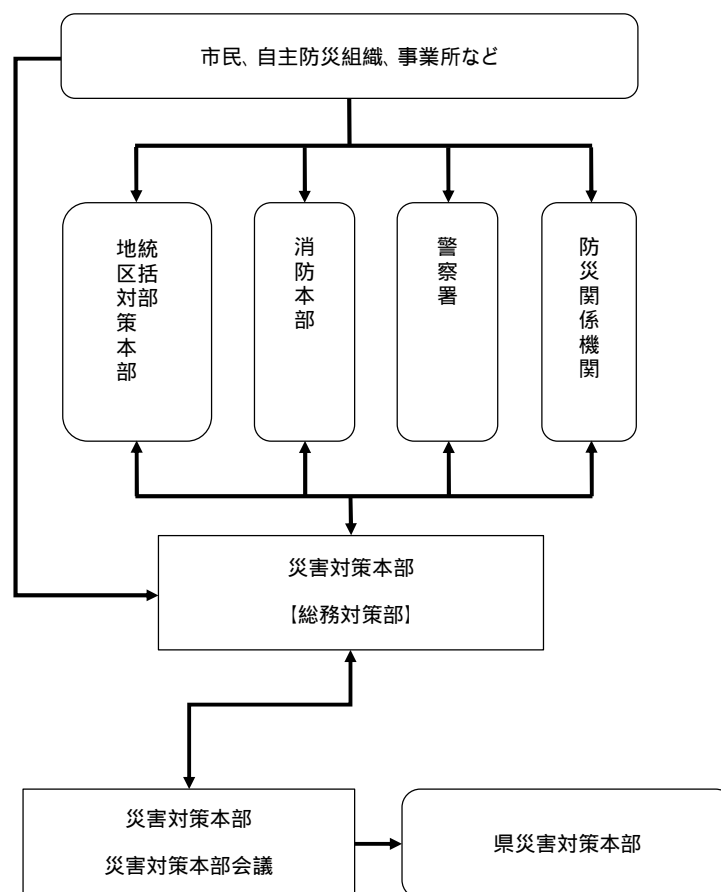 市民、自主防災組織、事業所など
統括部
地区対策本部
消防本部
警察署
防災関係機関
災害対策本部
【総務対策部】
災害対策本部
災害対策本部会議
県災害対策本部